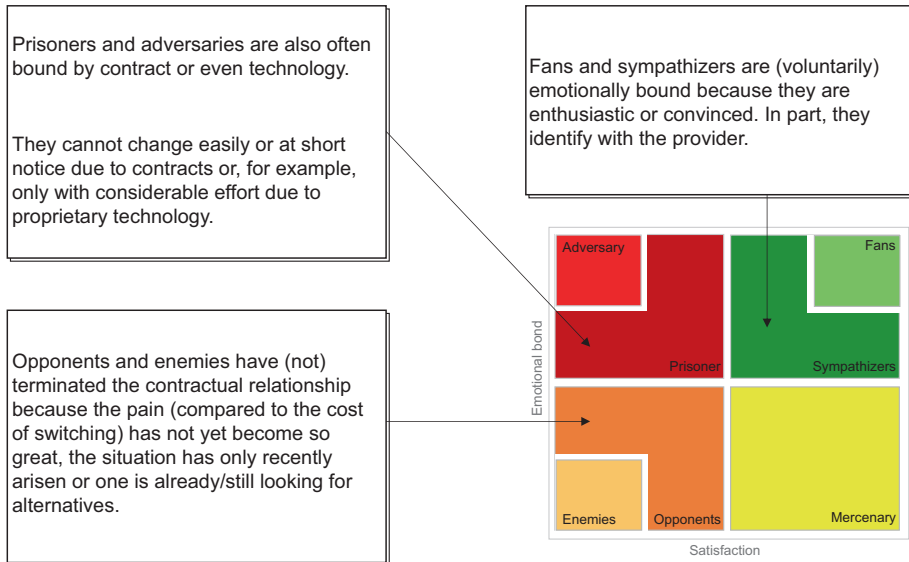 Prisoners and adversaries are also often
bound by contract or even technology.
They cannot change easily or at short
notice due to contracts or, for example,
only with considerable effort due to
proprietary technology.
Fans and sympathizers are (voluntarily)
emotionally bound because they are
enthusiastic or convinced. In part, they
identify with the provider.
Opponents and enemies have (not)
terminated the contractual relationship
because the pain (compared to the cost
of switching) has not yet become so
great, the situation has only recently
arisen or one is already/still looking for
alternatives.
Adversary
Fans
Prisoner
Sympathizers
Emotional bond
Enemies
Opponents
Mercenary
Satisfaction